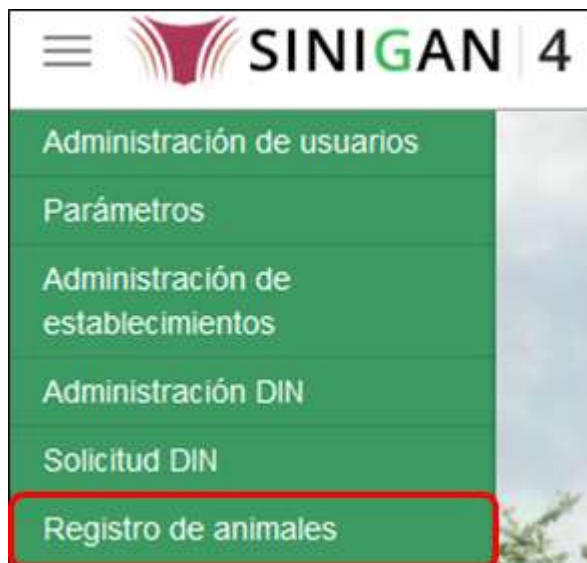 SINIGAN | 4
Administración de usuarios
Parámetros
Administración de
establecimientos
Administración DIN
Solicitud DIN
Registro de animales